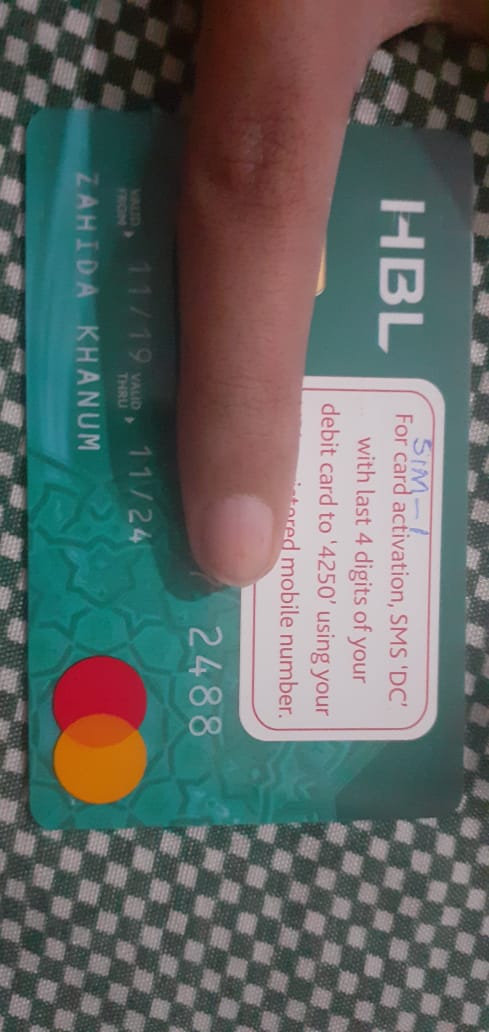 HBL
SIM-1
For card activation, SMS 'DC'
with last 4 digits of your
debit card to '4250' using your
mobile number.
2488
VALID FROM 11/19 VALID THRU 11/24
ZAHIDA KHANUM